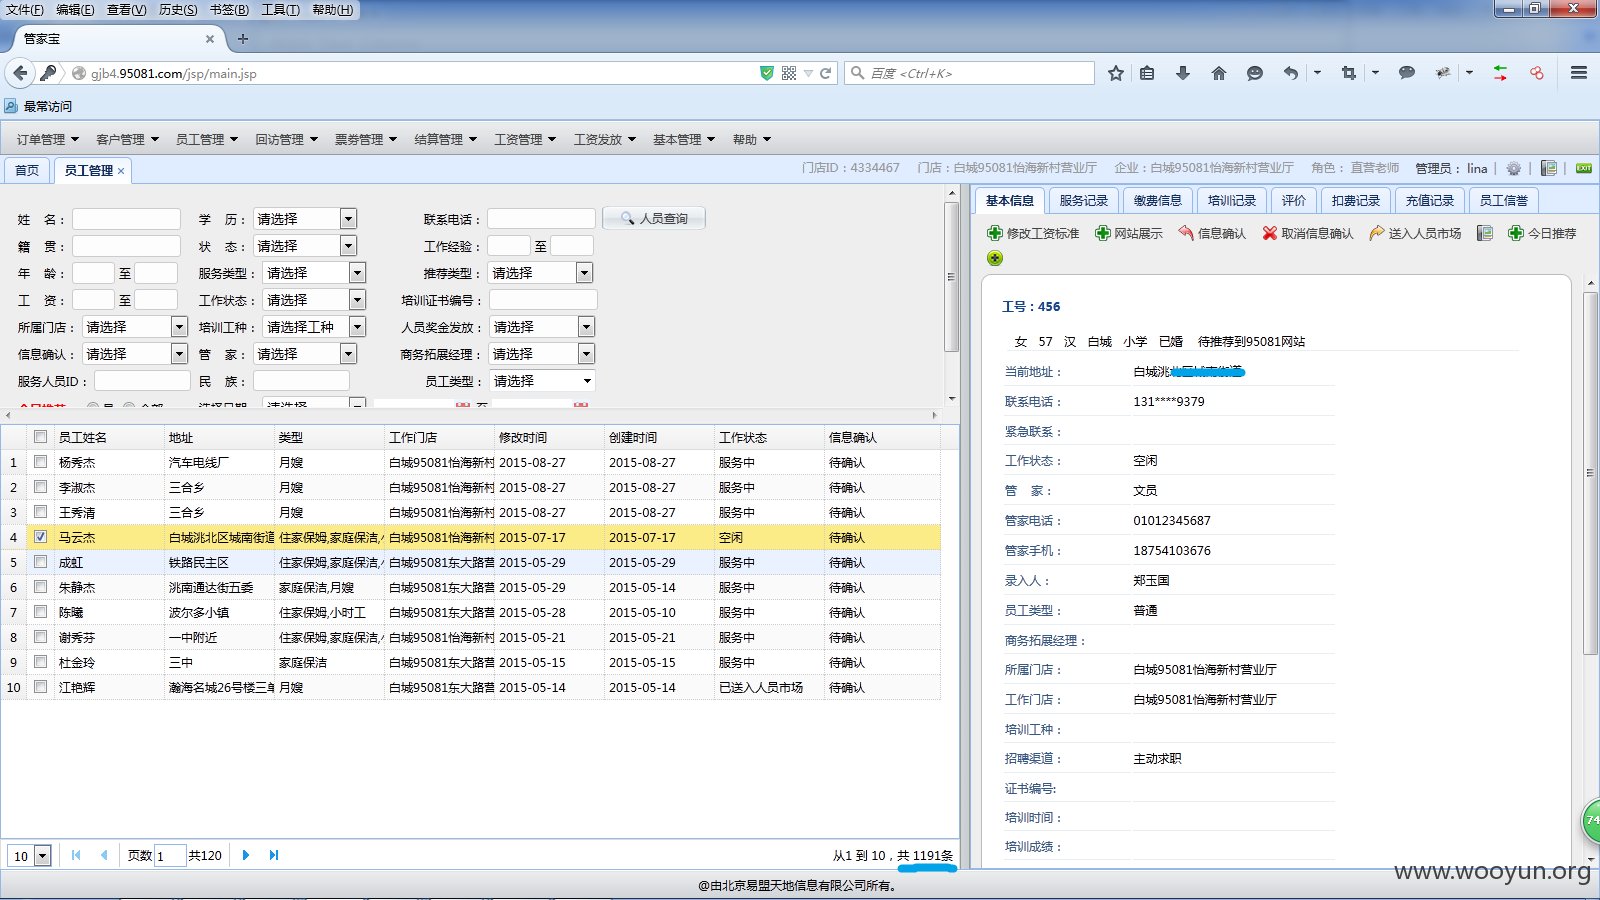 文件(F) 编辑(E) 查看(V) 历史(S) 书签(B) 工具(T) 帮助(H)
管家宝
gjb4.95081.com/jsp/main.jsp
百度 <Ctrl+K>
最常访问
订单管理 客户管理 员工管理 回访管理 票券管理 结算管理 工资管理 工资发放 基本管理 帮助
首页 员工管理 门店ID：4334467 门店：白城95081怡海新村营业厅 企业：白城95081怡海新村营业厅 角色：直营老师 管理员：lina EXIT
姓 名： 学 历：请选择 联系电话： 人员查询
籍 贯： 状 态：请选择 工作经验： 至
年 龄： 至 服务类型：请选择 推荐类型：请选择
工 资： 至 工作状态：请选择 培训证书编号：
所属门店：请选择 培训工种：请选择工种 人员奖金发放：请选择
信息确认：请选择 管 家：请选择 商务拓展经理：请选择
服务人员ID： 民 族： 员工类型：请选择
员工姓名 地址 类型 工作门店 修改时间 创建时间 工作状态 信息确认
1 杨秀杰 汽车电线厂 月嫂 白城95081怡海新村 2015-08-27 2015-08-27 服务中 待确认
2 李淑杰 三合乡 月嫂 白城95081怡海新村 2015-08-27 2015-08-27 服务中 待确认
3 王秀清 三合乡 月嫂 白城95081怡海新村 2015-08-27 2015-08-27 服务中 待确认
4 马云杰 白城洮北区城南街道 住家保姆,家庭保洁, 白城95081怡海新村 2015-07-17 2015-07-17 空闲 待确认
5 成虹 铁路民主区 住家保姆,家庭保洁, 白城95081东大路营 2015-05-29 2015-05-29 服务中 待确认
6 朱静杰 洮南通达街五委 家庭保洁,月嫂 白城95081东大路营 2015-05-29 2015-05-14 服务中 待确认
7 陈曦 波尔多小镇 住家保姆,小时工 白城95081东大路营 2015-05-28 2015-05-10 服务中 待确认
8 谢秀芬 一中附近 住家保姆,家庭保洁, 白城95081怡海新村 2015-05-21 2015-05-21 服务中 待确认
9 杜金玲 三中 家庭保洁 白城95081东大路营 2015-05-15 2015-05-15 服务中 待确认
10 江艳辉 瀚海名城26号楼三单 月嫂 白城95081东大路营 2015-05-14 2015-05-14 已送入人员市场 待确认
10 页数 1 共120 从1 到 10，共 1191条
基本信息 服务记录 缴费信息 培训记录 评价 扣费记录 充值记录 员工信誉
修改工资标准 网站展示 信息确认 取消信息确认 送入人员市场 今日推荐
工号：456
女 57 汉 白城 小学 已婚 待推荐到95081网站
当前地址： 白城洮
联系电话： 131****9379
紧急联系：
工作状态： 空闲
管 家： 文员
管家电话： 01012345687
管家手机： 18754103676
录入人： 郑玉国
员工类型： 普通
商务拓展经理：
所属门店： 白城95081怡海新村营业厅
工作门店： 白城95081怡海新村营业厅
培训工种：
招聘渠道： 主动求职
证书编号:
培训时间：
培训成绩：
74
@由北京易盟天地信息有限公司所有。
www.wooyun.org